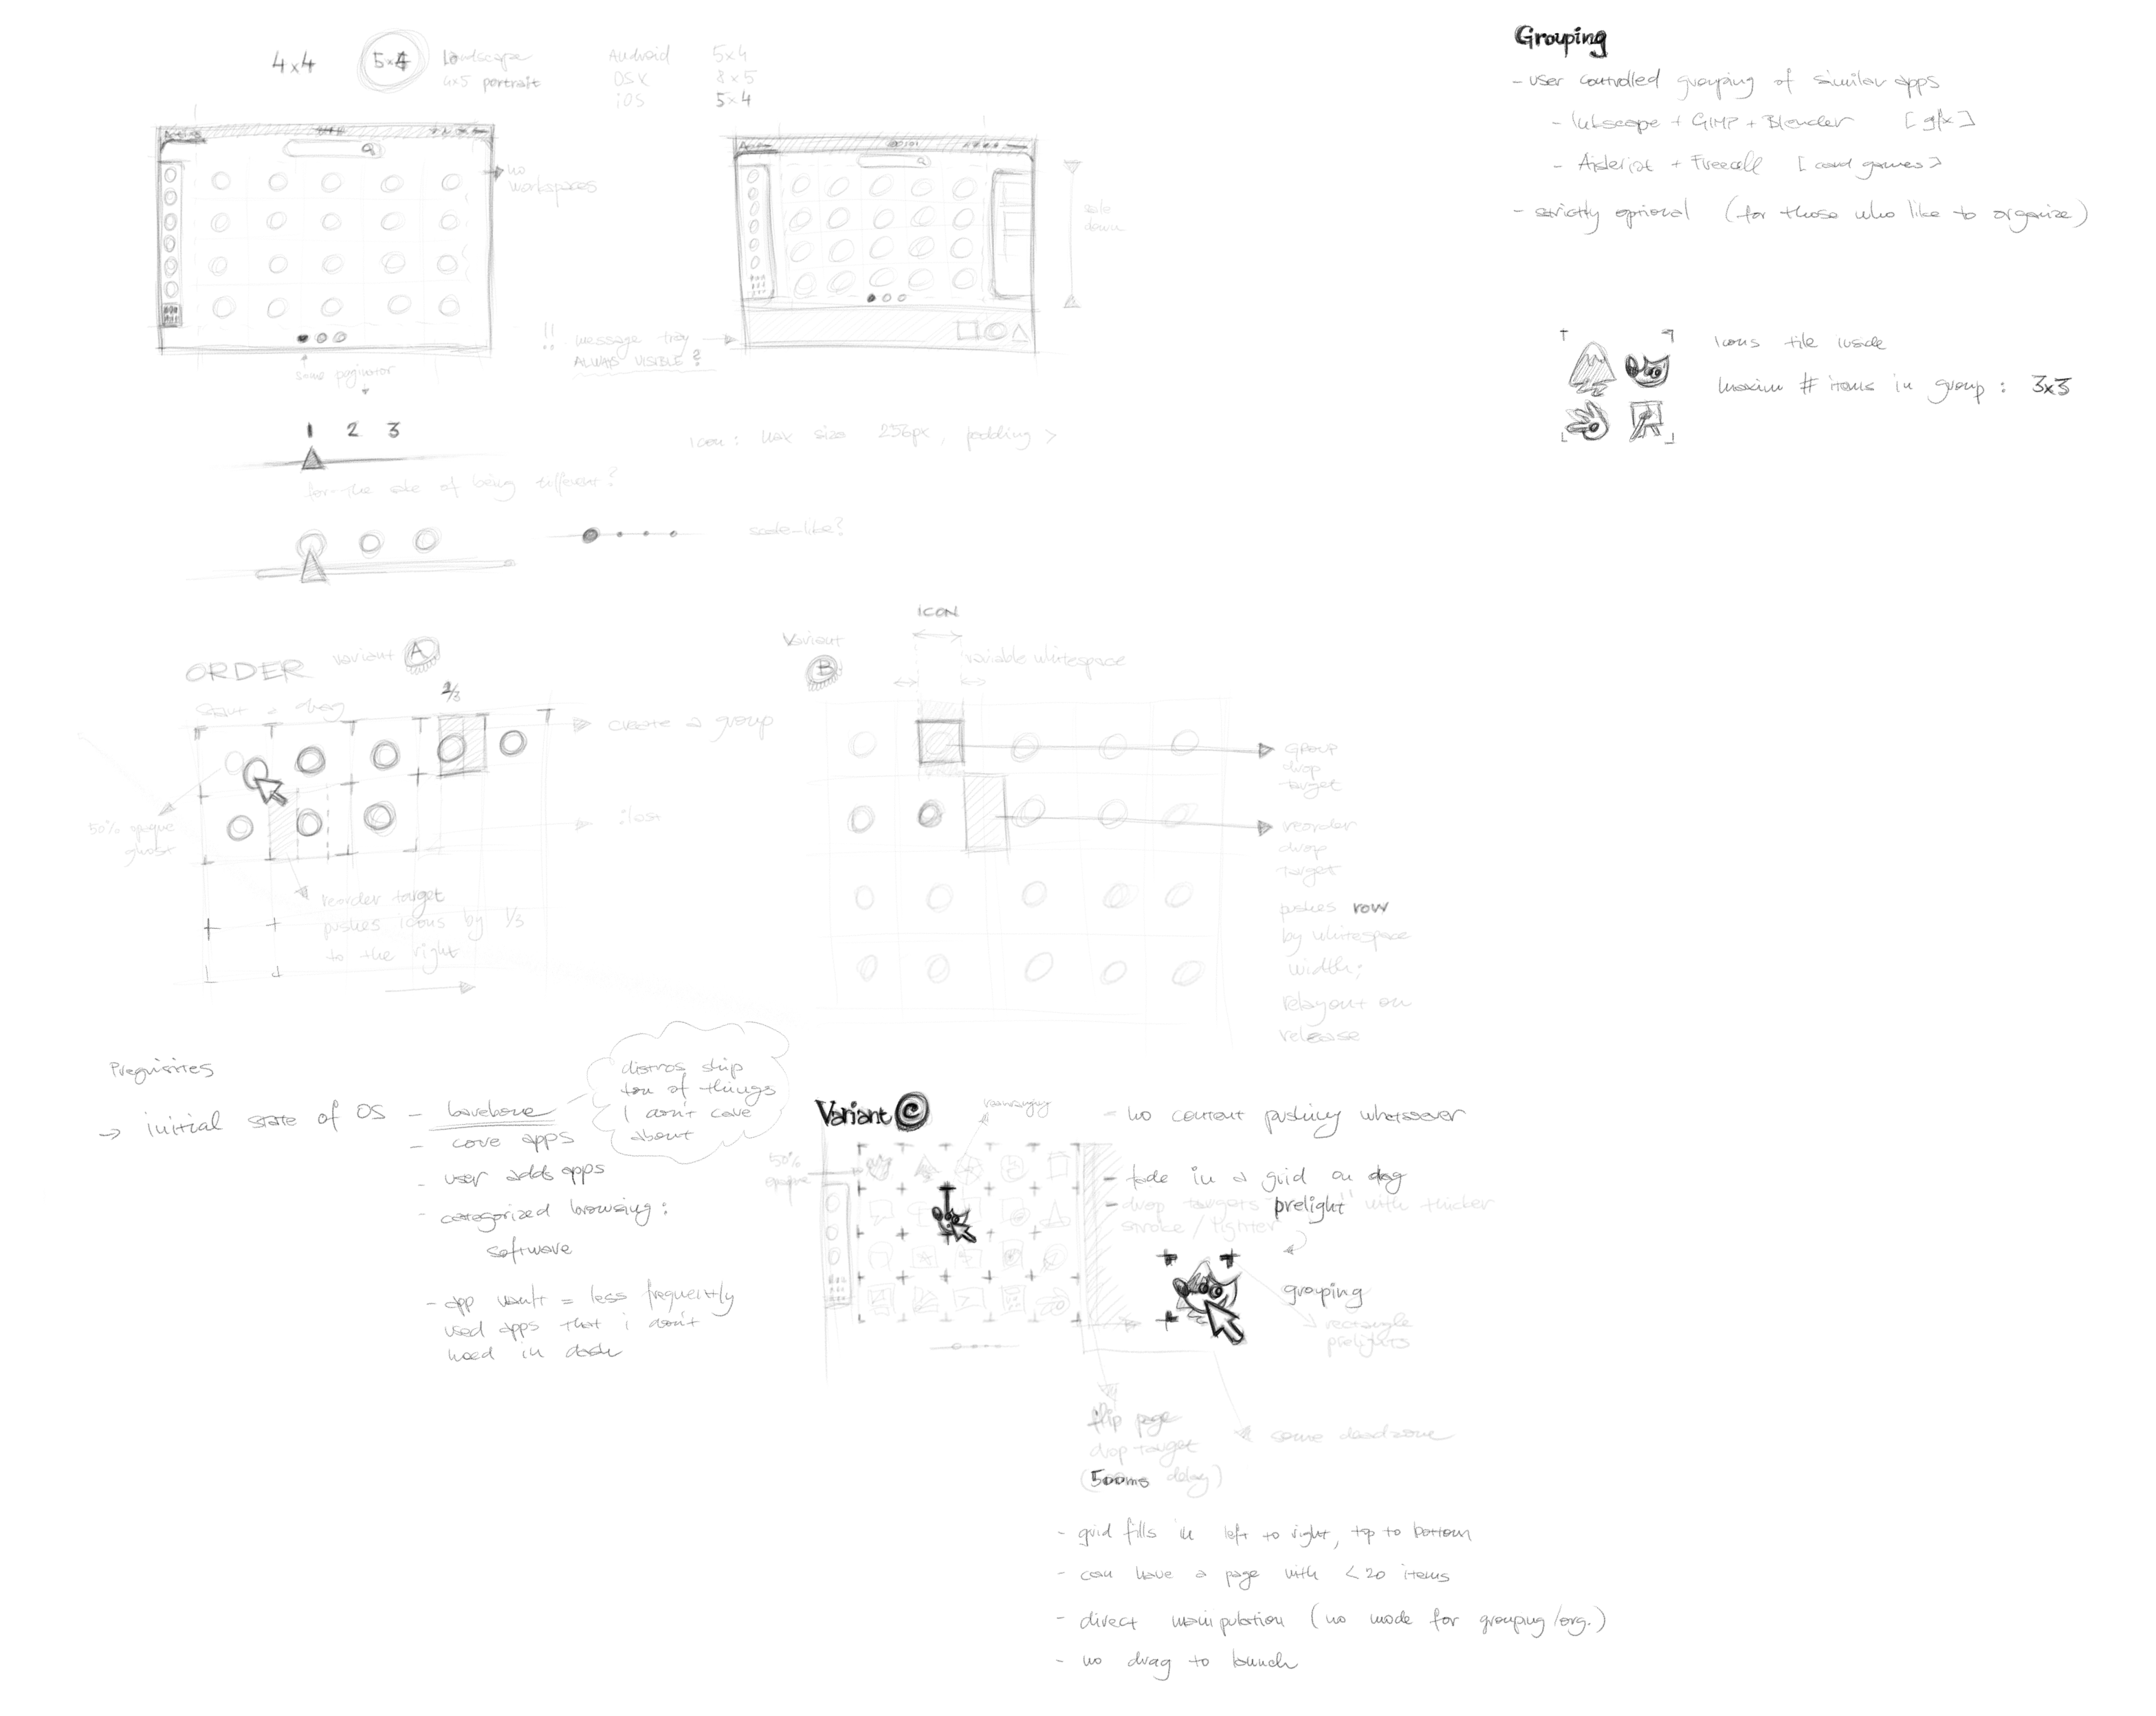 4x4
5x4
landscape
4x5 portrait
Android 5x4
OSX 8x5
iOS 5x4
no
workspaces
scale
down
!! message tray
ALWAYS VISIBLE?
same paginator
1 2 3
icon: max size 256px, padding >
for the sake of being different?
scale-like?
ORDER variant A
start a drag
2/3
create a group
50% opaque
ghost
reorder target
pushes icons by 1/3
to the right
Variant
B
ICON
variable whitespace
group
drop
target
reorder
drop
target
pushes row
by whitespace
width;
relayout on
release
Prequisities
→ initial state of OS - barebone
- core apps
- user adds apps
- categorized browsing:
software
- app vault = less frequently
used apps that i don't
need in dash
distros ship
ton of things
I don't care
about
Variant C
rearranging
50%
opaque
- no content pushing whatsoever
- fade in a grid on drag
- drop targets "prelight" with thicker
stroke / lighter
grouping
rectangle
prelights
flip page
drop target
(500ms delay)
some deadzone
- grid fills in left to right, top to bottom
- can have a page with <20 items
- direct manipulation (no mode for grouping/org.)
- no drag to launch
Grouping
- user controlled grouping of similar apps
- Inkscape + GIMP + Blender [gfx]
- Aisleriot + Freecell [card games]
- strictly optional (for those who like to organize)
icons tile inside
maxim # items in group: 3x3